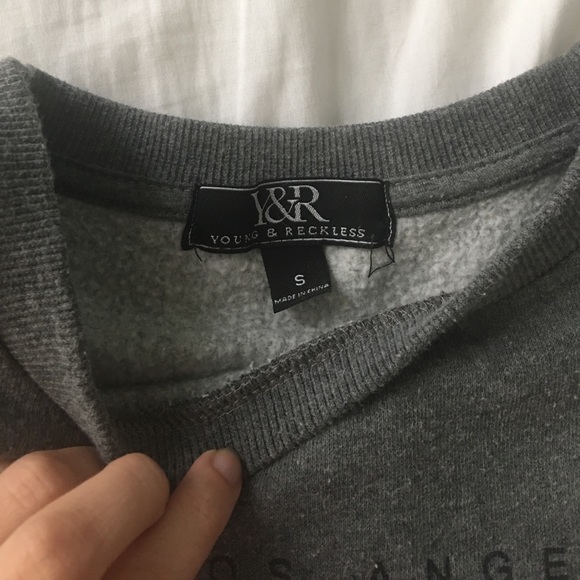 Y&R
YOUNG & RECKLESS
S
MADE IN CHINA
OS ANGE